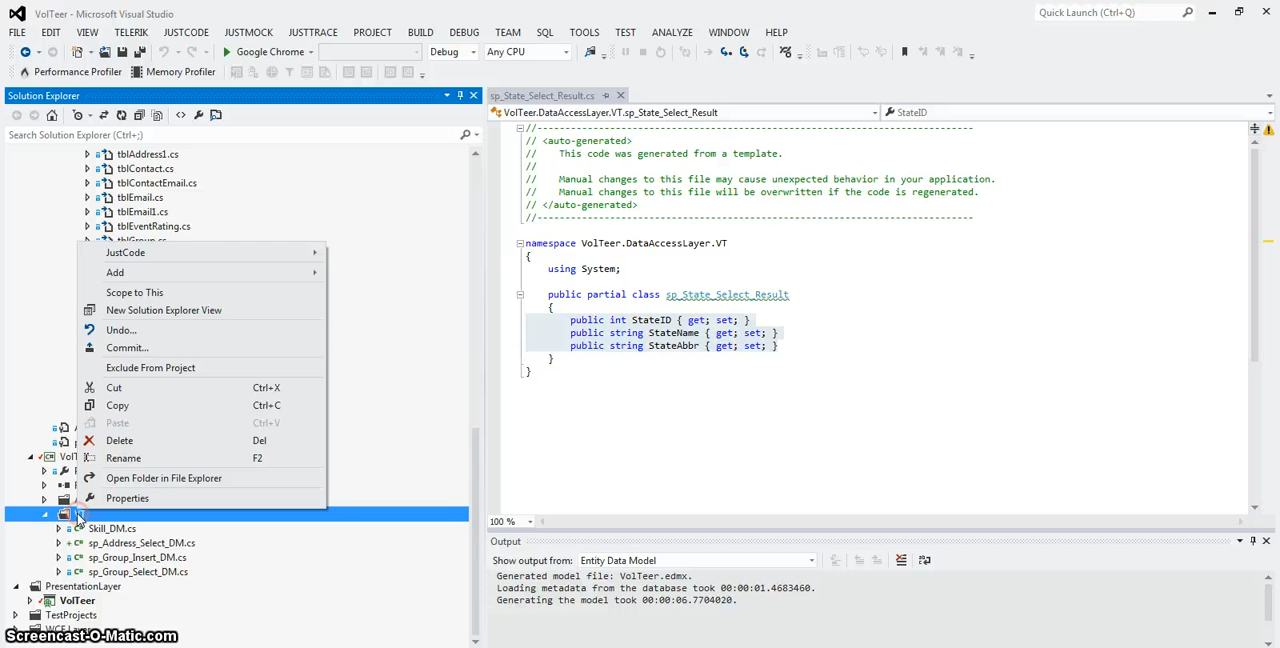 VolTeer - Microsoft Visual Studio
Quick Launch (Ctrl+Q)
FILE EDIT VIEW TELERIK JUSTCODE JUSTMOCK JUSTTRACE PROJECT BUILD DEBUG TEAM SQL TOOLS TEST ANALYZE WINDOW HELP
Google Chrome Debug Any CPU
Performance Profiler Memory Profiler
Solution Explorer
Search Solution Explorer (Ctrl+;)
tblAddress1.cs
tblContact.cs
tblContactEmail.cs
tblEmail.cs
tblEmail1.cs
tblEventRating.cs
tblGroup.cs
JustCode
Add
Scope to This
New Solution Explorer View
Undo...
Commit...
Exclude From Project
Cut Ctrl+X
Copy Ctrl+C
Paste Ctrl+V
Delete Del
Rename F2
Open Folder in File Explorer
Properties
Skill_DM.cs
sp_Address_Select_DM.cs
sp_Group_Insert_DM.cs
sp_Group_Select_DM.cs
PresentationLayer
VolTeer
TestProjects
Screencast-O-Matic.com
sp_State_Select_Result.cs
VolTeer.DataAccessLayer.VT.sp_State_Select_Result StateID
//------------------------------------------------------------------------------
// <auto-generated>
// This code was generated from a template.
//
// Manual changes to this file may cause unexpected behavior in your application.
// Manual changes to this file will be overwritten if the code is regenerated.
// </auto-generated>
//------------------------------------------------------------------------------
namespace VolTeer.DataAccessLayer.VT
{
using System;
public partial class sp_State_Select_Result
{
public int StateID { get; set; }
public string StateName { get; set; }
public string StateAbbr { get; set; }
}
}
100 %
Output
Show output from: Entity Data Model
Generated model file: VolTeer.edmx.
Loading metadata from the database took 00:00:01.4683460.
Generating the model took 00:00:06.7704020.